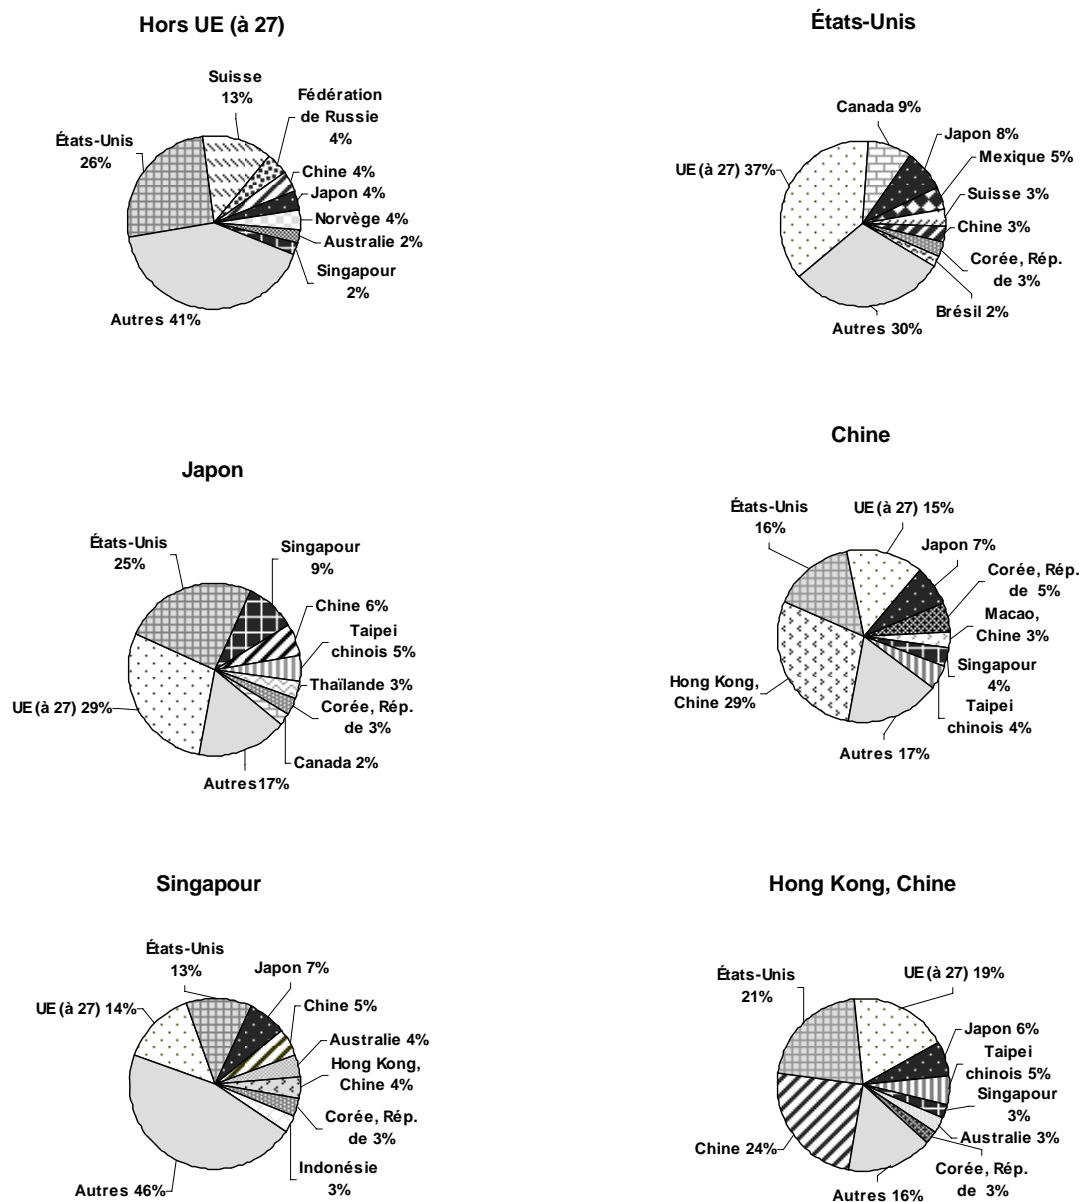 Hors UE (à 27)
Suisse
13%
Fédération
de Russie
4%
États-Unis
26%
Chine 4%
Japon 4%
Norvège 4%
Australie 2%
Singapour
2%
Autres 41%
États-Unis
Canada 9%
Japon 8%
Mexique 5%
UE (à 27) 37%
Suisse 3%
Chine 3%
Corée, Rép.
de 3%
Brésil 2%
Autres 30%
Japon
États-Unis
25%
Singapour
9%
Chine 6%
Taipei
chinois 5%
Thaïlande 3%
UE (à 27) 29%
Corée, Rép.
de 3%
Canada 2%
Autres17%
Chine
États-Unis
16%
UE (à 27) 15%
Japon 7%
Corée, Rép.
de 5%
Macao,
Chine 3%
Singapour
4%
Hong Kong,
Chine 29%
Taipei
chinois 4%
Autres 17%
Singapour
États-Unis
13%
Japon 7%
UE (à 27) 14%
Chine 5%
Australie 4%
Hong Kong,
Chine 4%
Corée, Rép.
de 3%
Indonésie
3%
Autres 46%
Hong Kong, Chine
États-Unis
21%
UE (à 27) 19%
Japon 6%
Taipei
chinois 5%
Singapour
3%
Australie 3%
Chine 24%
Corée, Rép.
de 3%
Autres 16%